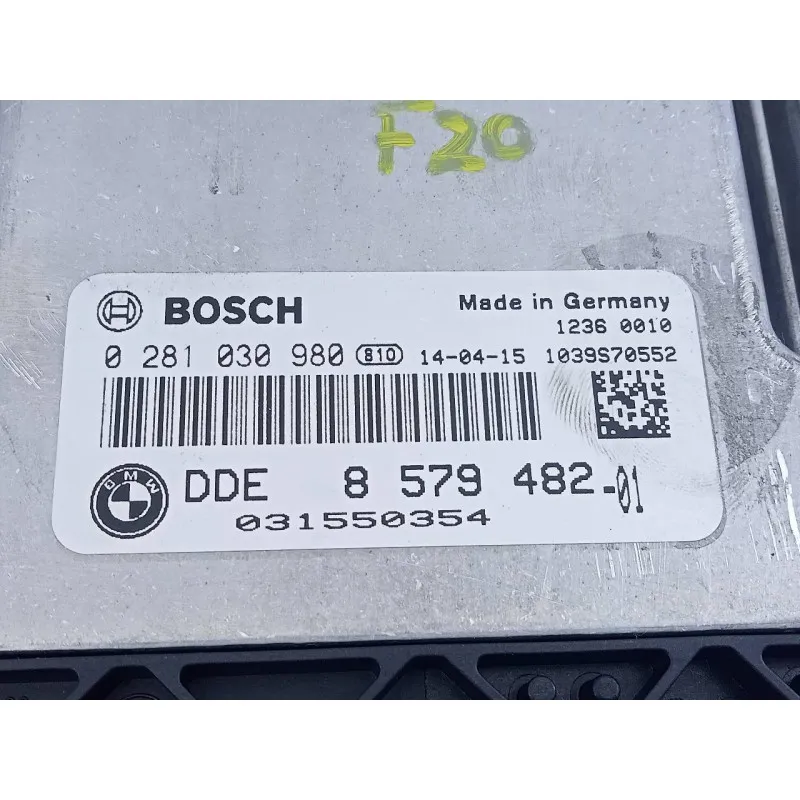 F20
BOSCH Made in Germany
1236 0010
0 281 030 980 810 14-04-15 1039S70552
BMW DDE 8 579 482-01
031550354